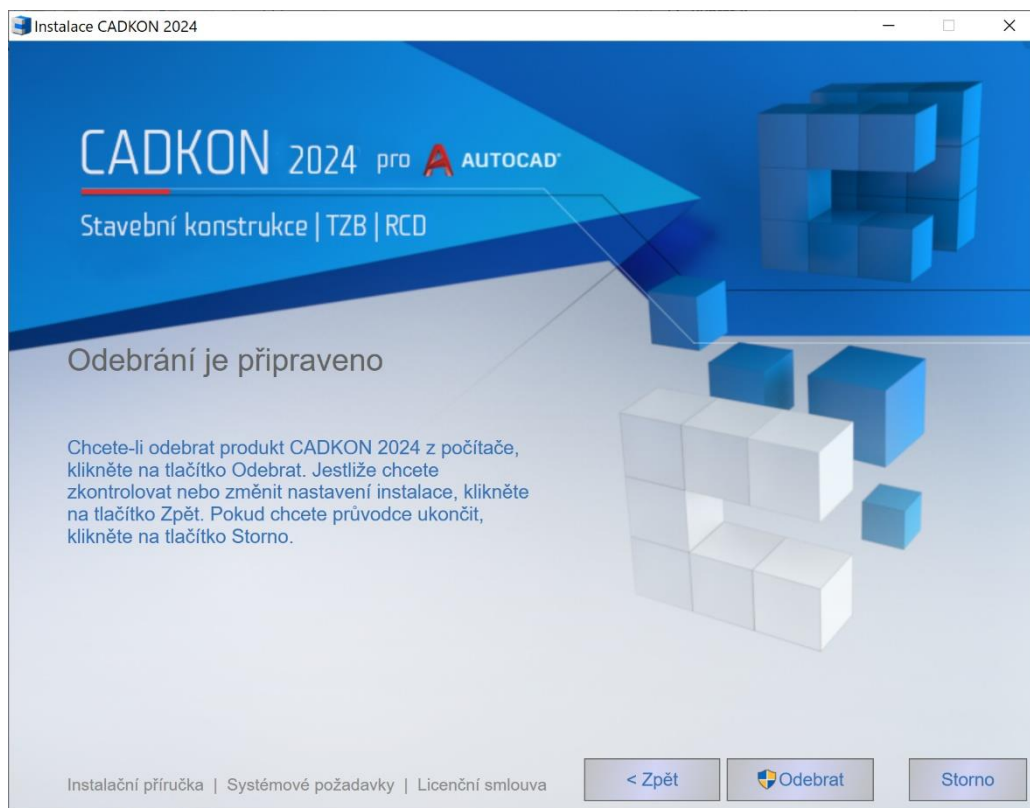 Instalace CADKON 2024
CADKON 2024 pro AUTOCAD®
Stavební konstrukce | TZB | RCD
Odebrání je připraveno
Chcete-li odebrat produkt CADKON 2024 z počítače,
klikněte na tlačítko Odebrat. Jestliže chcete
zkontrolovat nebo změnit nastavení instalace, klikněte
na tlačítko Zpět. Pokud chcete průvodce ukončit,
klikněte na tlačítko Storno.
Instalační příručka | Systémové požadavky | Licenční smlouva
< Zpět
Odebrat
Storno